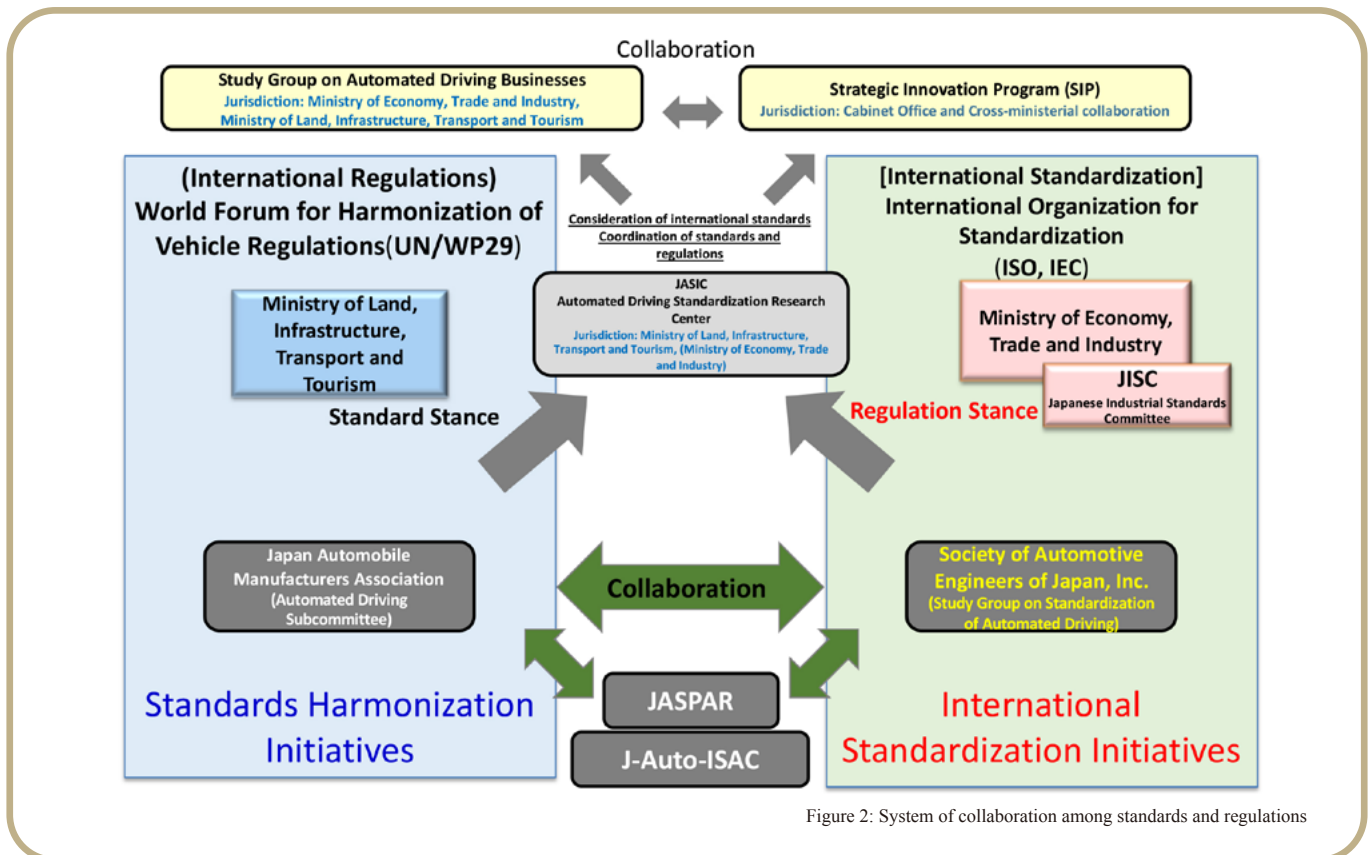 Collaboration
Study Group on Automated Driving Businesses
Jurisdiction: Ministry of Economy, Trade and Industry,
Ministry of Land, Infrastructure, Transport and Tourism
Strategic Innovation Program (SIP)
Jurisdiction: Cabinet Office and Cross-ministerial collaboration
(International Regulations)
World Forum for Harmonization of
Vehicle Regulations(UN/WP29)
Ministry of Land,
Infrastructure,
Transport and
Tourism
Standard Stance
Consideration of international standards
Coordination of standards and
regulations
JASIC
Automated Driving Standardization Research
Center
Jurisdiction: Ministry of Land, Infrastructure,
Transport and Tourism, (Ministry of Economy, Trade
and Industry)
[International Standardization]
International Organization for
Standardization
(ISO, IEC)
Ministry of Economy,
Trade and Industry
JISC
Japanese Industrial Standards
Committee
Regulation Stance
Japan Automobile
Manufacturers Association
(Automated Driving
Subcommittee)
Collaboration
Society of Automotive
Engineers of Japan, Inc.
(Study Group on Standardization
of Automated Driving)
Standards Harmonization
Initiatives
JASPAR
J-Auto-ISAC
International
Standardization Initiatives
Figure 2: System of collaboration among standards and regulations